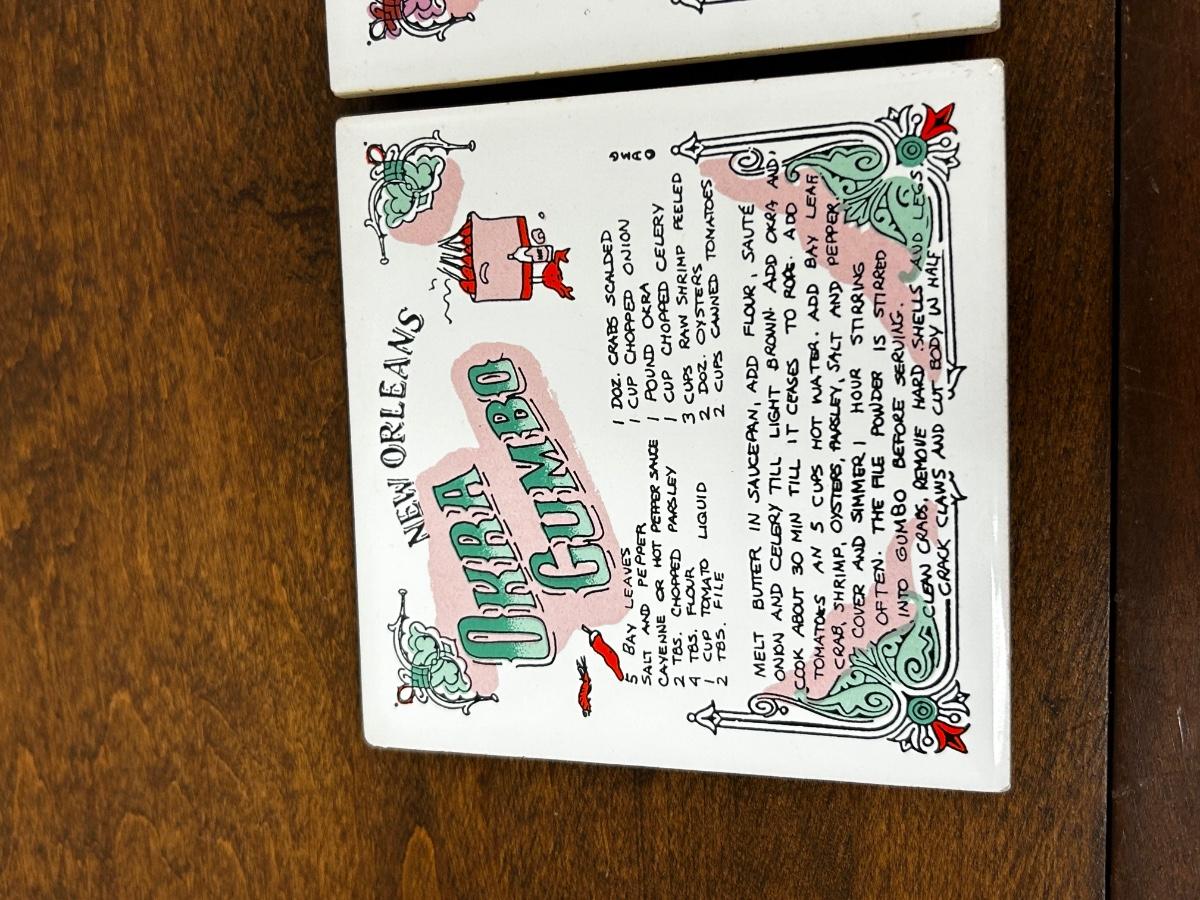 NEW ORLEANS
OKRA
GUMBO
5 BAY LEAVES
SALT AND PEPPER
CAYENNE OR HOT PEPPER SAUCE
2 TBS. CHOPPED PARSLEY
4 TBS. FLOUR
1 CUP TOMATO LIQUID
2 TBS. FILE
1 DOZ. CRABS SCALDED
1 CUP CHOPPED ONION
1 POUND OKRA
1 CUP CHOPPED CELERY
3 CUPS RAW SHRIMP PEELED
2 DOZ. OYSTERS
2 CUPS CANNED TOMATOES
MELT BUTTER IN SAUCEPAN, ADD FLOUR, SAUTÉ
ONION AND CELERY TILL LIGHT BROWN. ADD OKRA AND,
COOK ABOUT 30 MIN TILL IT CEASES TO ROPE. ADD
TOMATOES AN 5 CUPS HOT WATER. ADD BAY LEAF
CRAB, SHRIMP, OYSTERS, PARSLEY, SALT AND PEPPER,
COVER AND SIMMER 1 HOUR STIRRING
OFTEN. THE FILE POWDER IS STIRRED
INTO GUMBO BEFORE SERVING.
CLEAN CRABS, REMOVE HARD SHELLS AND LEGS.
CRACK CLAWS AND CUT BODY IN HALF